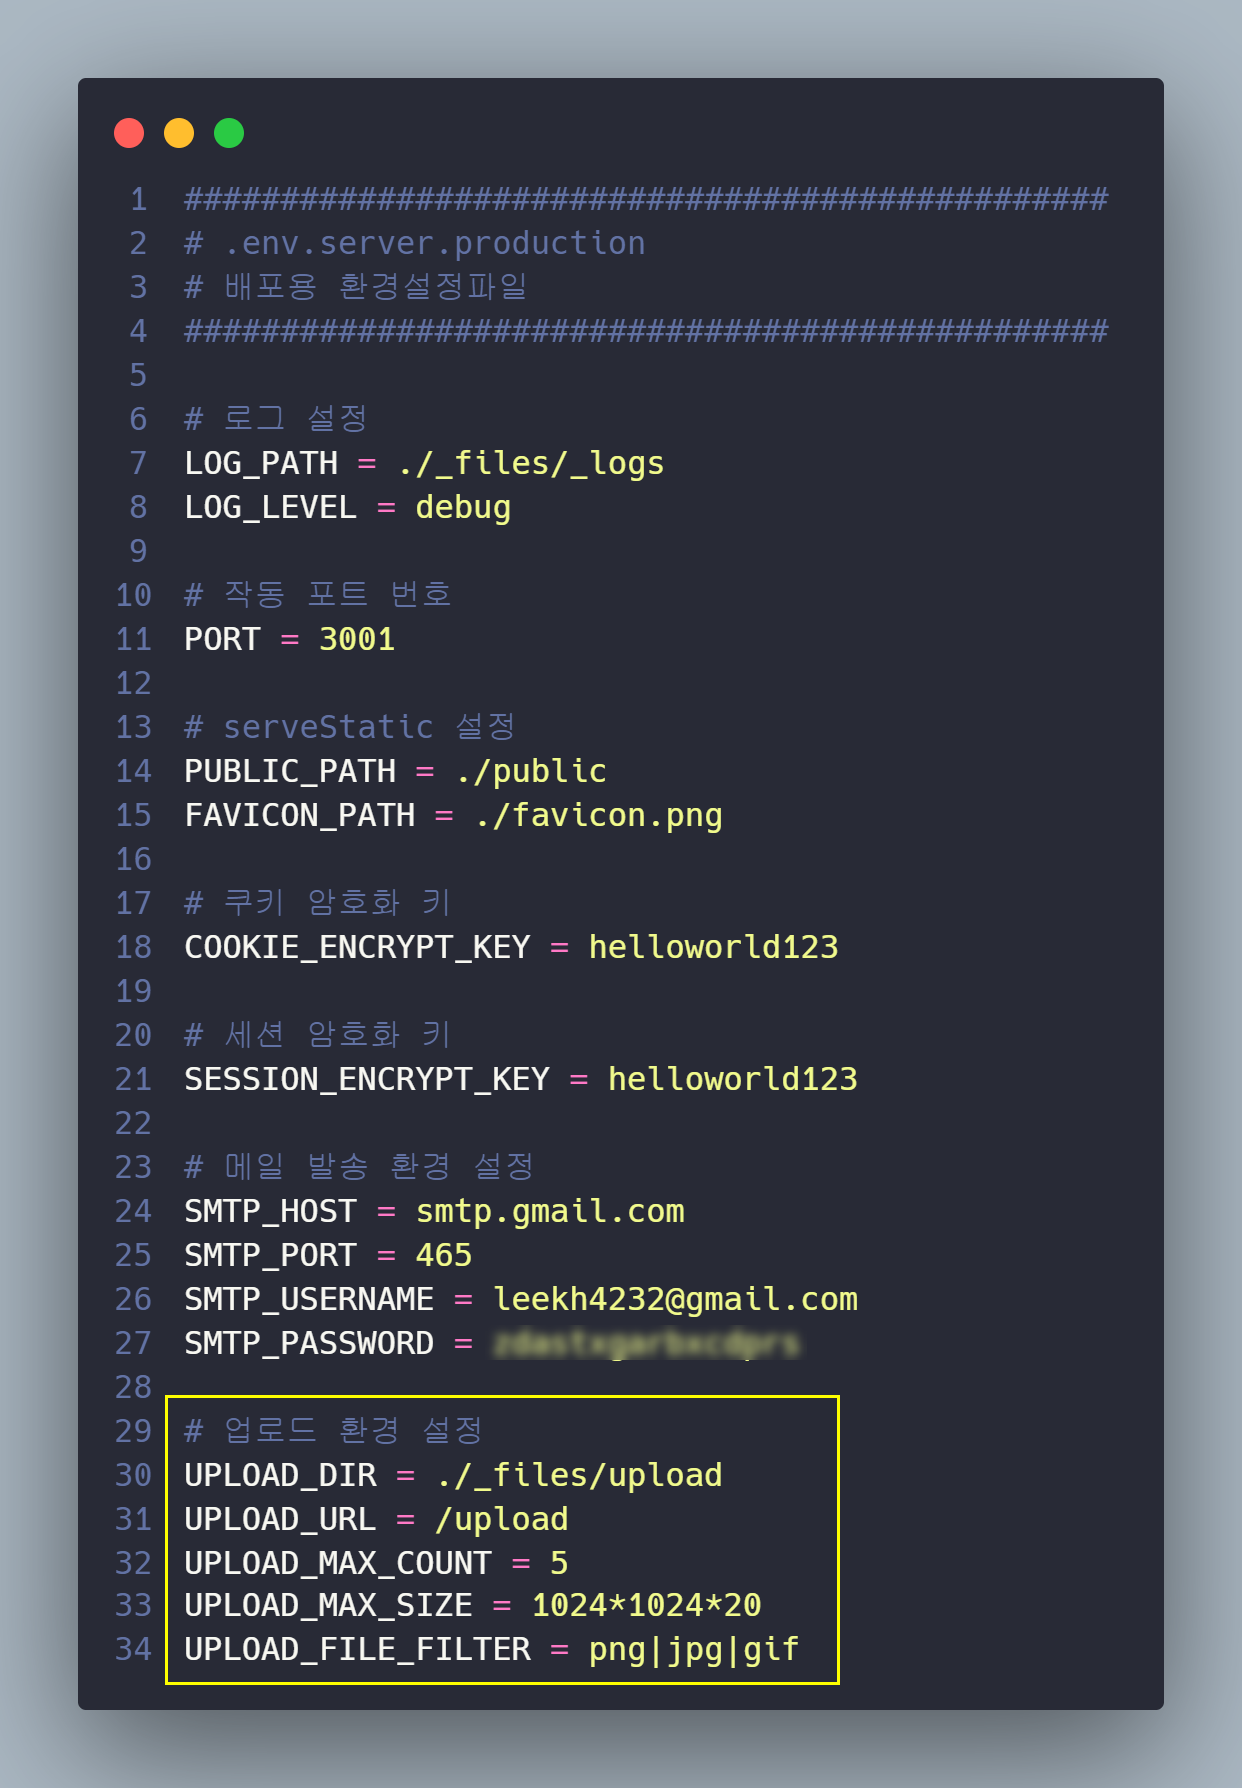 1 ################################################
2 # .env.server.production
3 # 배포용 환경설정파일
4 ################################################
5
6 # 로그 설정
7 LOG_PATH = ./_files/_logs
8 LOG_LEVEL = debug
9
10 # 작동 포트 번호
11 PORT = 3001
12
13 # serveStatic 설정
14 PUBLIC_PATH = ./public
15 FAVICON_PATH = ./favicon.png
16
17 # 쿠키 암호화 키
18 COOKIE_ENCRYPT_KEY = helloworld123
19
20 # 세션 암호화 키
21 SESSION_ENCRYPT_KEY = helloworld123
22
23 # 메일 발송 환경 설정
24 SMTP_HOST = smtp.gmail.com
25 SMTP_PORT = 465
26 SMTP_USERNAME = leekh4232@gmail.com
27 SMTP_PASSWORD =
28
29 # 업로드 환경 설정
30 UPLOAD_DIR = ./_files/upload
31 UPLOAD_URL = /upload
32 UPLOAD_MAX_COUNT = 5
33 UPLOAD_MAX_SIZE = 1024*1024*20
34 UPLOAD_FILE_FILTER = png|jpg|gif